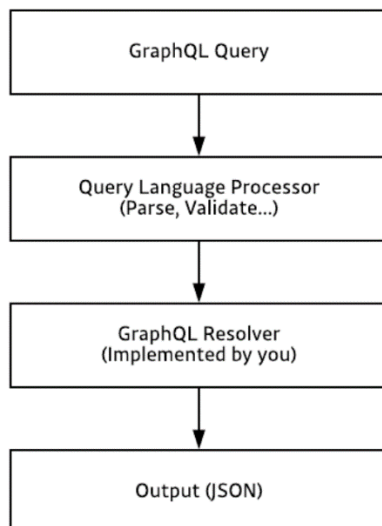 GraphQL Query
Query Language Processor
(Parse, Validate...)
GraphQL Resolver
(Implemented by you)
Output (JSON)